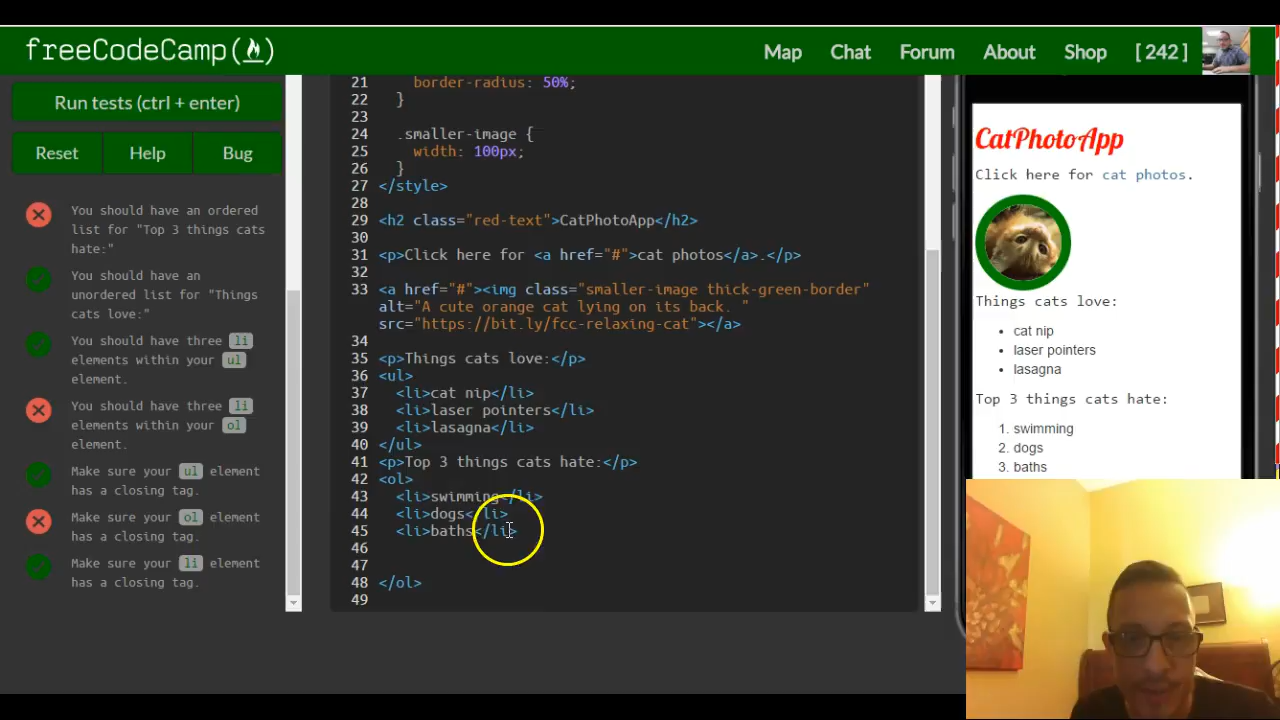 freeCodeCamp
Map Chat Forum About Shop [ 242 ]
Run tests (ctrl + enter)
Reset Help Bug
You should have an ordered
list for "Top 3 things cats
hate:"
You should have an
unordered list for "Things
cats love:"
You should have three li
elements within your ul
element.
You should have three li
elements within your ol
element.
Make sure your ul element
has a closing tag.
Make sure your ol element
has a closing tag.
Make sure your li element
has a closing tag.
21 border-radius: 50%;
22 }
23
24 .smaller-image {
25 width: 100px;
26 }
27 </style>
28
29 <h2 class="red-text">CatPhotoApp</h2>
30
31 <p>Click here for <a href="#">cat photos</a>.</p>
32
33 <a href="#"><img class="smaller-image thick-green-border"
alt="A cute orange cat lying on its back. "
src="https://bit.ly/fcc-relaxing-cat"></a>
34
35 <p>Things cats love:</p>
36 <ul>
37 <li>cat nip</li>
38 <li>laser pointers</li>
39 <li>lasagna</li>
40 </ul>
41 <p>Top 3 things cats hate:</p>
42 <ol>
43 <li>swimming</li>
44 <li>dogs</li>
45 <li>baths</li>
46
47
48 </ol>
49
CatPhotoApp
Click here for cat photos.
Things cats love:
• cat nip
• laser pointers
• lasagna
Top 3 things cats hate:
1. swimming
2. dogs
3. baths